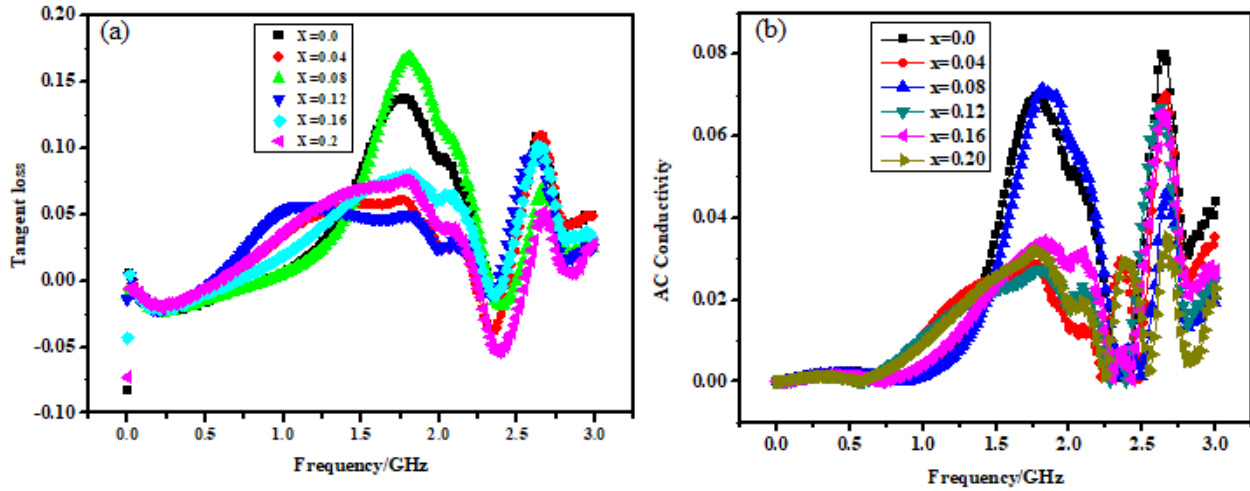 (a)
X=0.0
X=0.04
X=0.08
X=0.12
X=0.16
X=0.2
0.20
0.15
0.10
0.05
0.00
-0.05
-0.10
Tangent loss
0.0 0.5 1.0 1.5 2.0 2.5 3.0
Frequency/GHz
(b)
x=0.0
x=0.04
x=0.08
x=0.12
x=0.16
x=0.20
0.08
0.06
0.04
0.02
0.00
AC Conductivity
0.0 0.5 1.0 1.5 2.0 2.5 3.0
Frequency/GHz